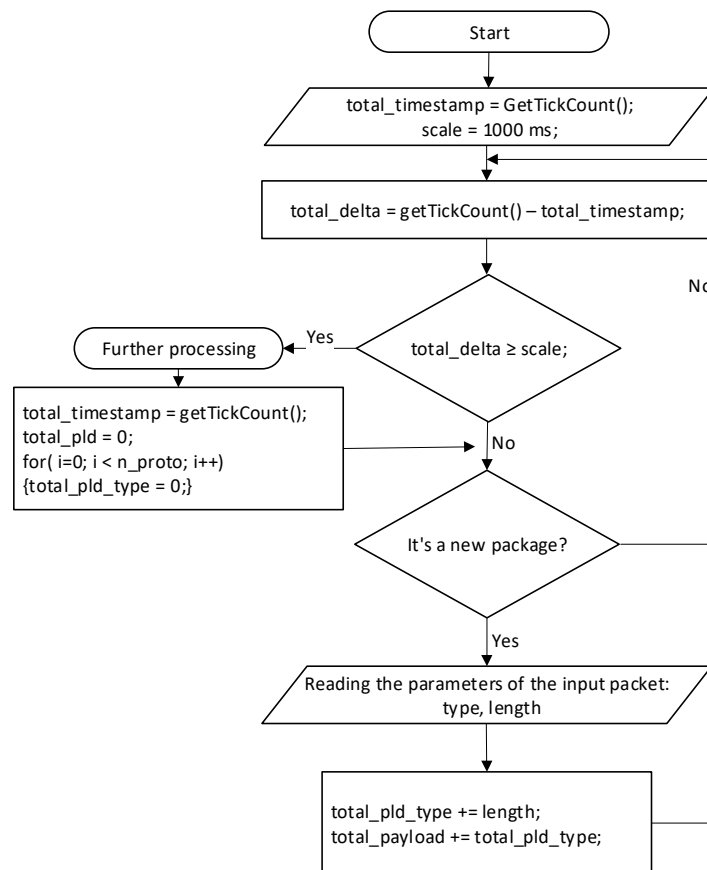 Start
total_timestamp = GetTickCount();
scale = 1000 ms;
total_delta = getTickCount() – total_timestamp;
No
total_delta ≥ scale;
Yes
Further processing
total_timestamp = getTickCount();
total_pld = 0;
for( i=0; i < n_proto; i++)
{total_pld_type = 0;}
No
It's a new package?
Yes
Reading the parameters of the input packet:
type, length
total_pld_type += length;
total_payload += total_pld_type;